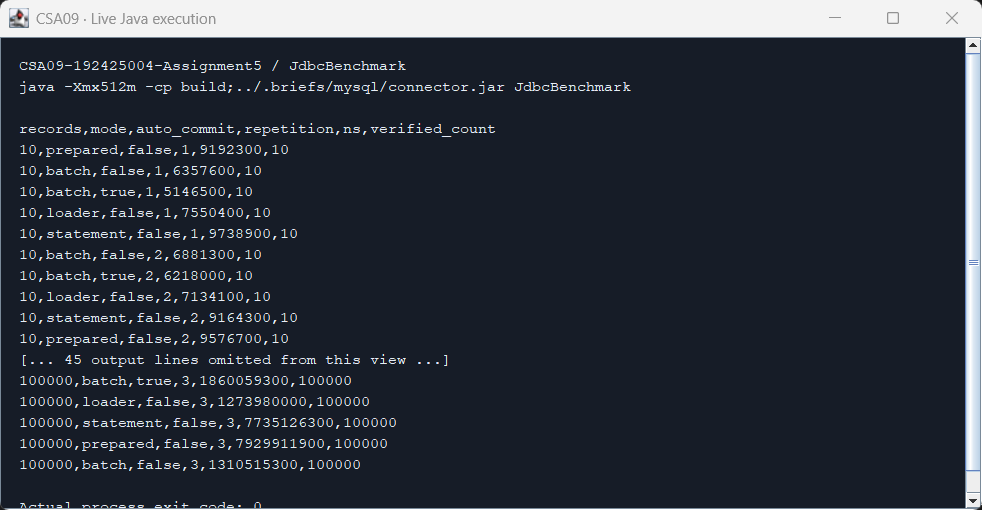 CSA09 · Live Java execution
CSA09-192425004-Assignment5 / JdbcBenchmark
java -Xmx512m -cp build;../.briefs/mysql/connector.jar JdbcBenchmark
records,mode,auto_commit,repetition,ns,verified_count
10,prepared,false,1,9192300,10
10,batch,false,1,6357600,10
10,batch,true,1,5146500,10
10,loader,false,1,7550400,10
10,statement,false,1,9738900,10
10,batch,false,2,6881300,10
10,batch,true,2,6218000,10
10,loader,false,2,7134100,10
10,statement,false,2,9164300,10
10,prepared,false,2,9576700,10
[... 45 output lines omitted from this view ...]
100000,batch,true,3,1860059300,100000
100000,loader,false,3,1273980000,100000
100000,statement,false,3,7735126300,100000
100000,prepared,false,3,7929911900,100000
100000,batch,false,3,1310515300,100000
Actual process exit code: 0